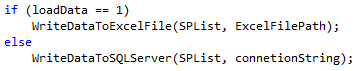 if (loadData == 1)
    WriteDataToExcelFile(SPList, ExcelFilePath);
else
    WriteDataToSQLServer(SPList, connetionString);